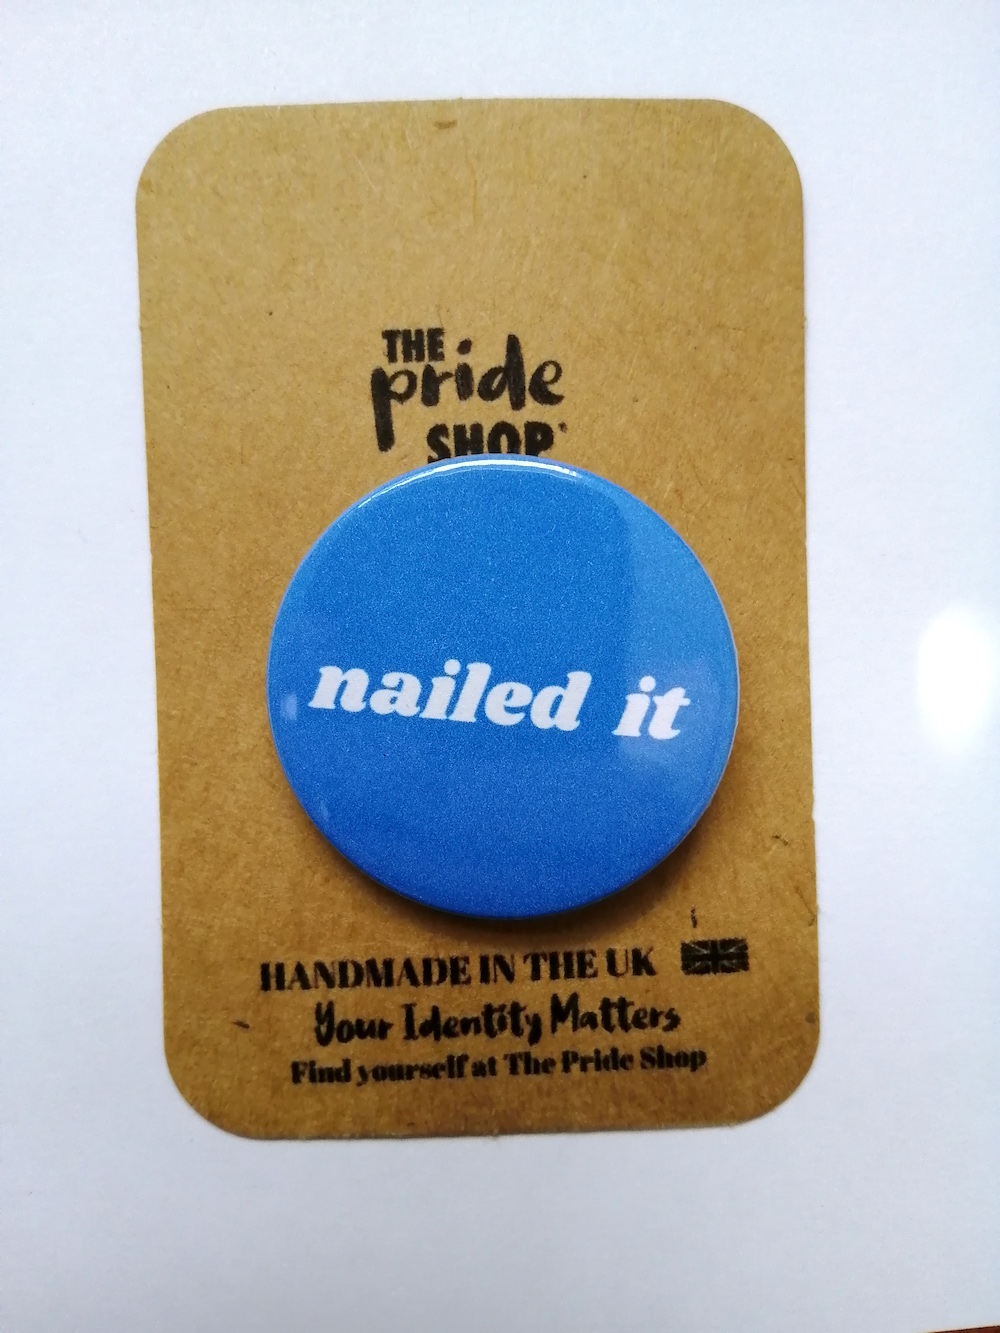 THE
pride
SHOP
nailed it
HANDMADE IN THE UK
Your Identity Matters
Find yourself at The Pride Shop